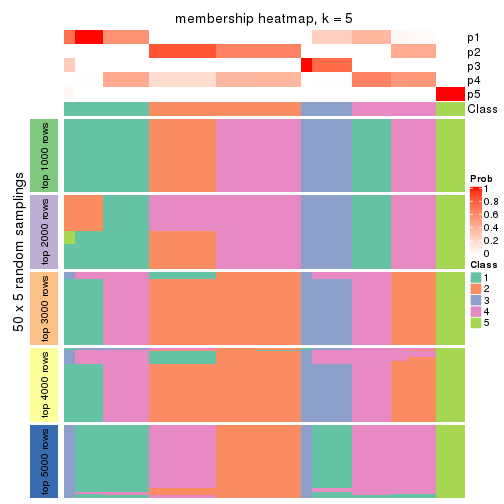 membership heatmap, k = 5
p1
p2
p3
p4
p5
Class
50 x 5 random samplings
top 1000 rows
top 2000 rows
top 3000 rows
top 4000 rows
top 5000 rows
Prob
1
0.8
0.6
0.4
0.2
0
Class
1
2
3
4
5